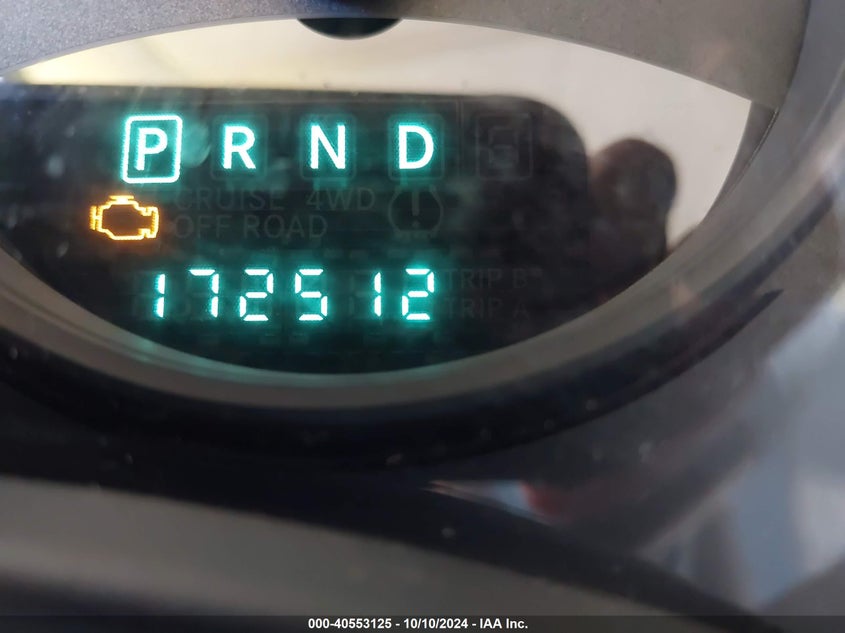 P R N D
CRUISE 4WD
OFF ROAD
172512
TRIP B
TRIP A
000-40553125 - 10/10/2024 - IAA Inc.